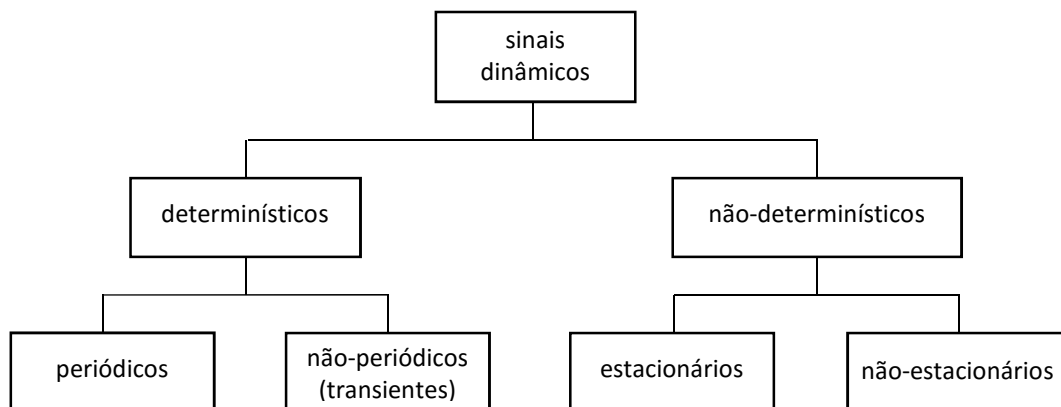 sinais
dinâmicos
determinísticos
não-determinísticos
periódicos
não-periódicos
(transientes)
estacionários
não-estacionários